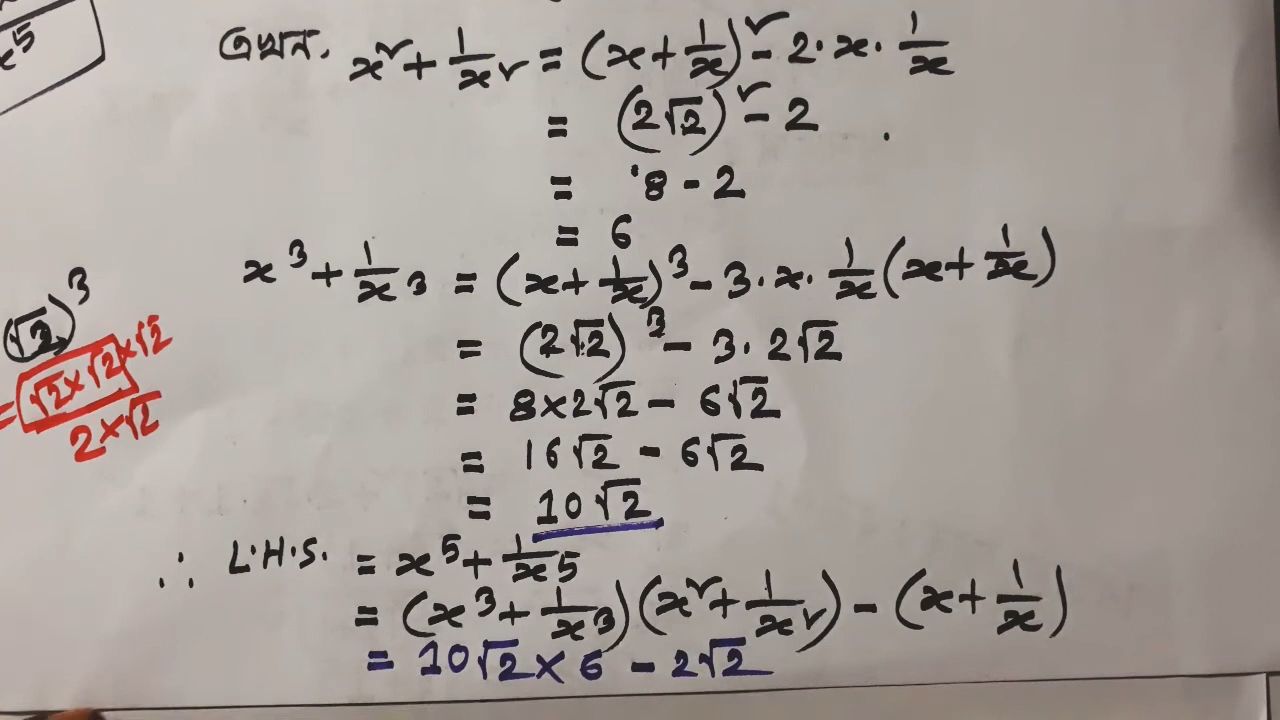 x⁵
এখন, x² + 1/x² = (x + 1/x)² - 2·x·1/x
= (2√2)² - 2
= 8 - 2
= 6
x³ + 1/x³ = (x + 1/x)³ - 3·x·1/x(x + 1/x)
= (2√2)³ - 3·2√2
= 8×2√2 - 6√2
= 16√2 - 6√2
= 10√2
(√2)³
= √2×√2×√2
2×√2
∴ L.H.S. = x⁵ + 1/x⁵
= (x³ + 1/x³)(x² + 1/x²) - (x + 1/x)
= 10√2 × 6 - 2√2